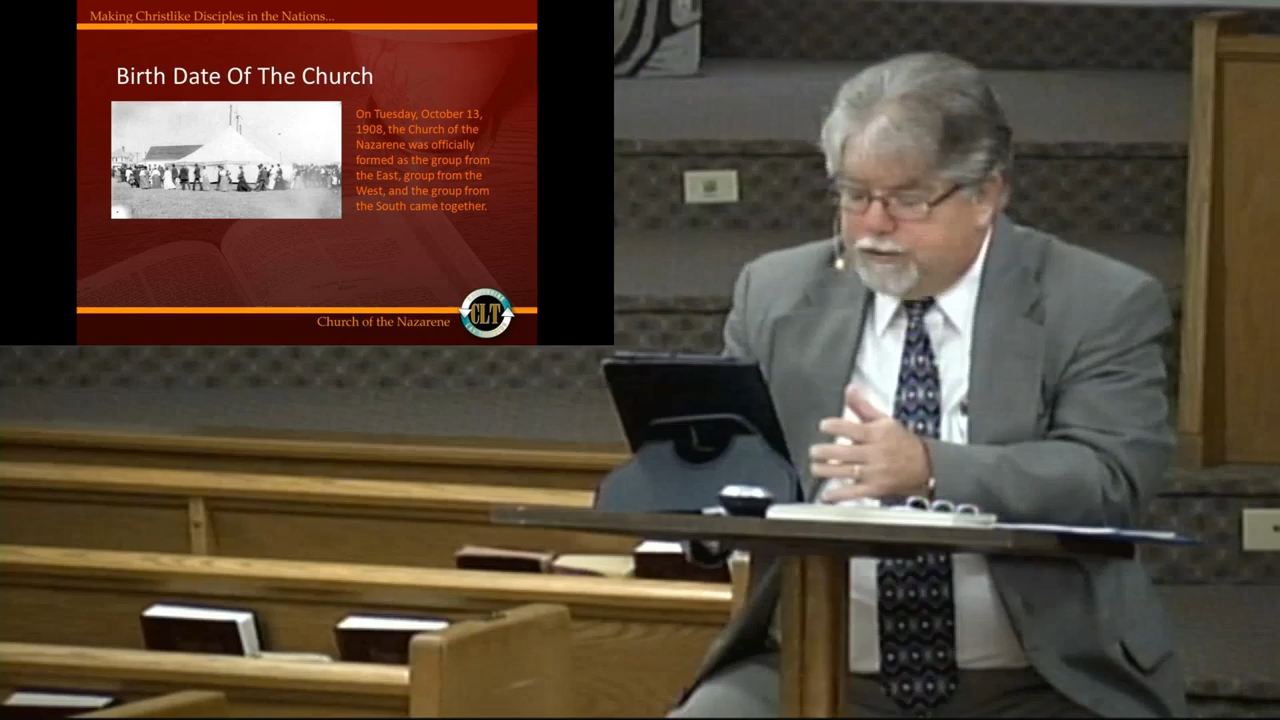 Making Christlike Disciples in the Nations...
Birth Date Of The Church
On Tuesday, October 13,
1908, the Church of the
Nazarene was officially
formed as the group from
the East, group from the
West, and the group from
the South came together.
Church of the Nazarene
CLT